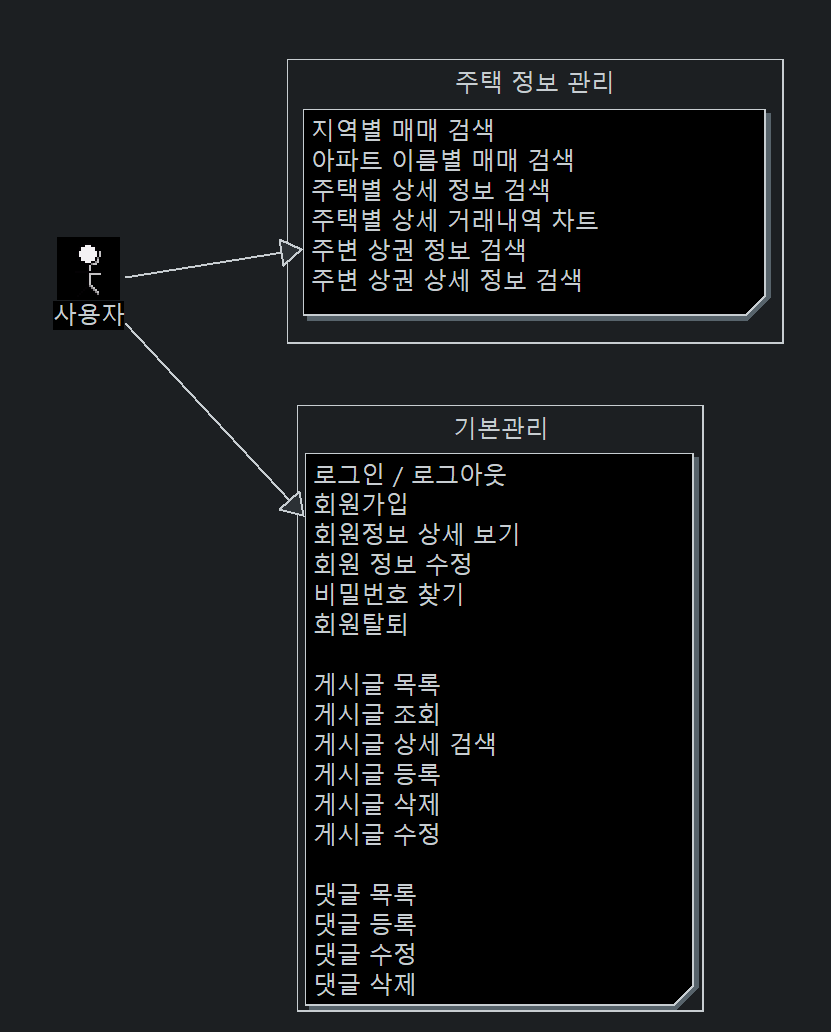 주택 정보 관리
지역별 매매 검색
아파트 이름별 매매 검색
주택별 상세 정보 검색
주택별 상세 거래내역 차트
주변 상권 정보 검색
주변 상권 상세 정보 검색
사용자
기본관리
로그인 / 로그아웃
회원가입
회원정보 상세 보기
회원 정보 수정
비밀번호 찾기
회원탈퇴
게시글 목록
게시글 조회
게시글 상세 검색
게시글 등록
게시글 삭제
게시글 수정
댓글 목록
댓글 등록
댓글 수정
댓글 삭제